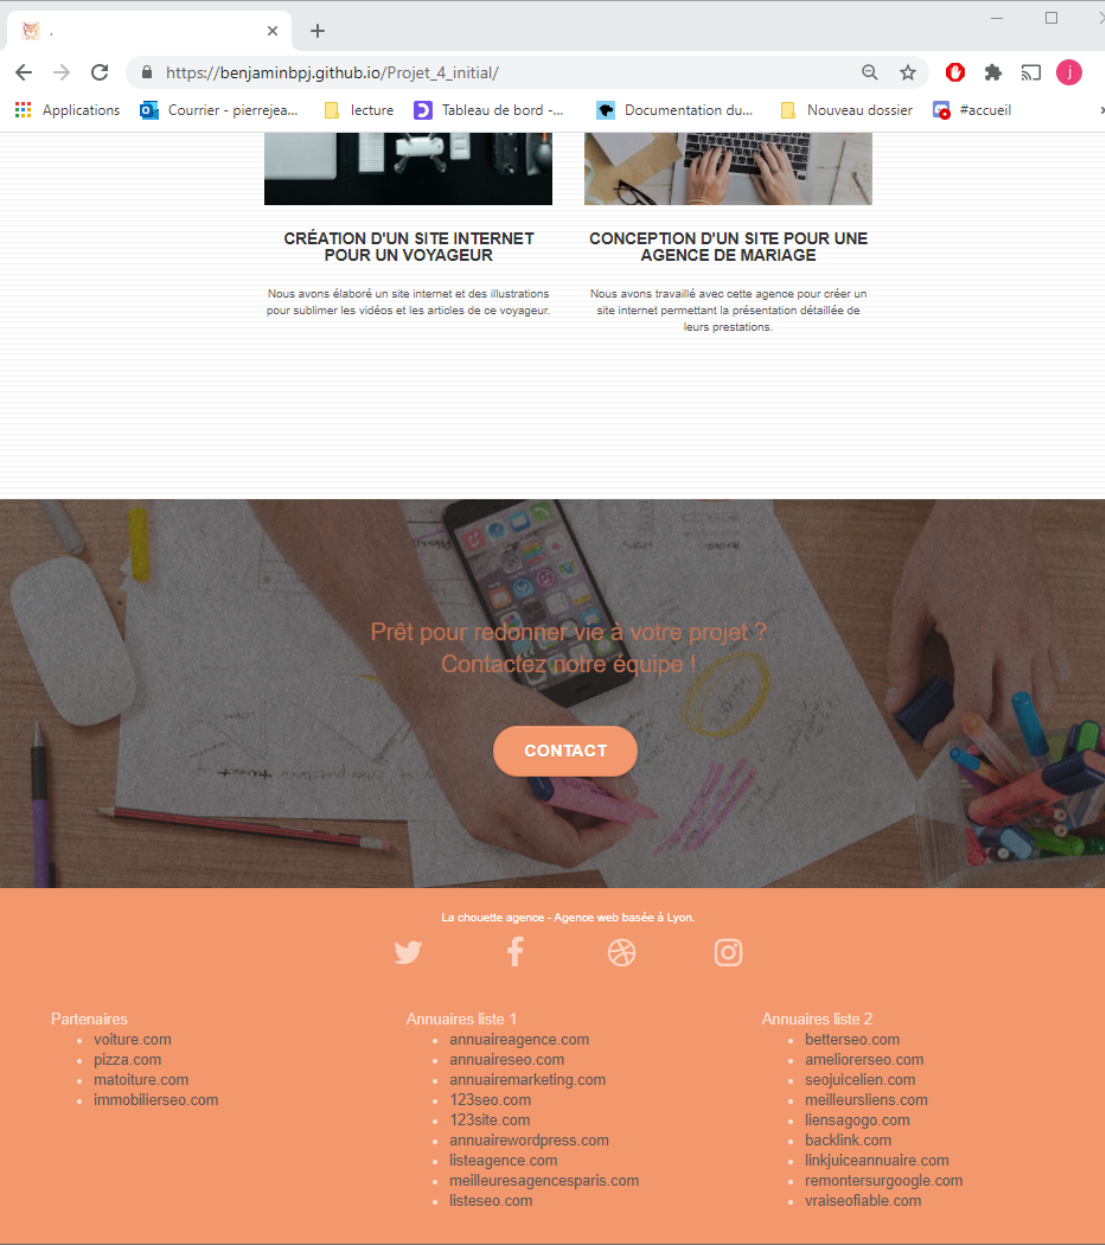 .
https://benjaminbpj.github.io/Projet_4_initial/
j
Applications
Courrier - pierrejea...
lecture
Tableau de bord -...
Documentation du...
Nouveau dossier
#accueil
CRÉATION D'UN SITE INTERNET
POUR UN VOYAGEUR
Nous avons élaboré un site internet et des illustrations
pour sublimer les vidéos et les articles de ce voyageur.
CONCEPTION D'UN SITE POUR UNE
AGENCE DE MARIAGE
Nous avons travaillé avec cette agence pour créer un
site internet permettant la présentation détaillée de
leurs prestations.
Prêt pour redonner vie à votre projet ?
Contactez notre équipe !
CONTACT
La chouette agence - Agence web basée à Lyon.
Partenaires
voiture.com
pizza.com
matoiture.com
immobilierseo.com
Annuaires liste 1
annuaireagence.com
annuaireseo.com
annuairemarketing.com
123seo.com
123site.com
annuairewordpress.com
listeagence.com
meilleuresagencesparis.com
listeseo.com
Annuaires liste 2
betterseo.com
ameliorerseo.com
seojuicelien.com
meilleursliens.com
liensagogo.com
backlink.com
linkjuiceannuaire.com
remontersurgoogle.com
vraiseofiable.com